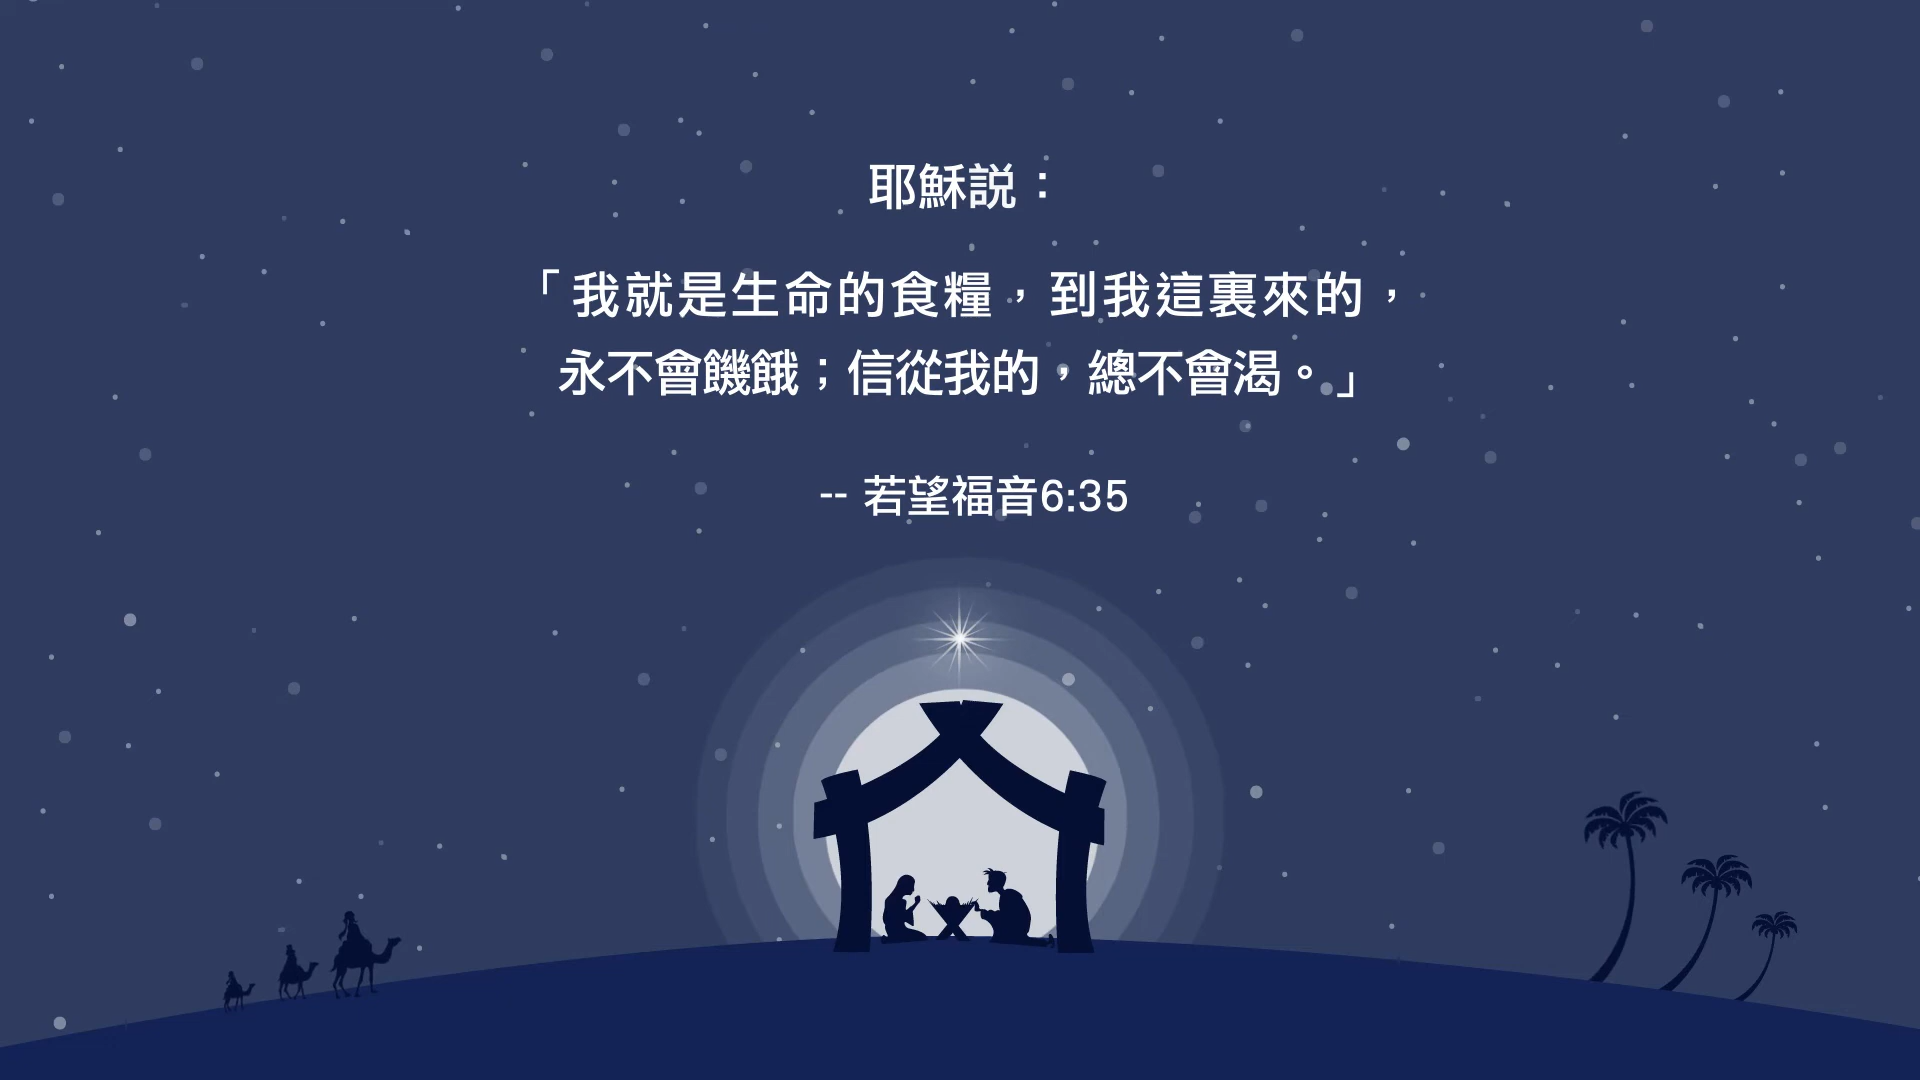 耶穌説：
「我就是生命的食糧，到我這裏來的，
永不會饑餓；信從我的，總不會渴。」
-- 若望福音6:35